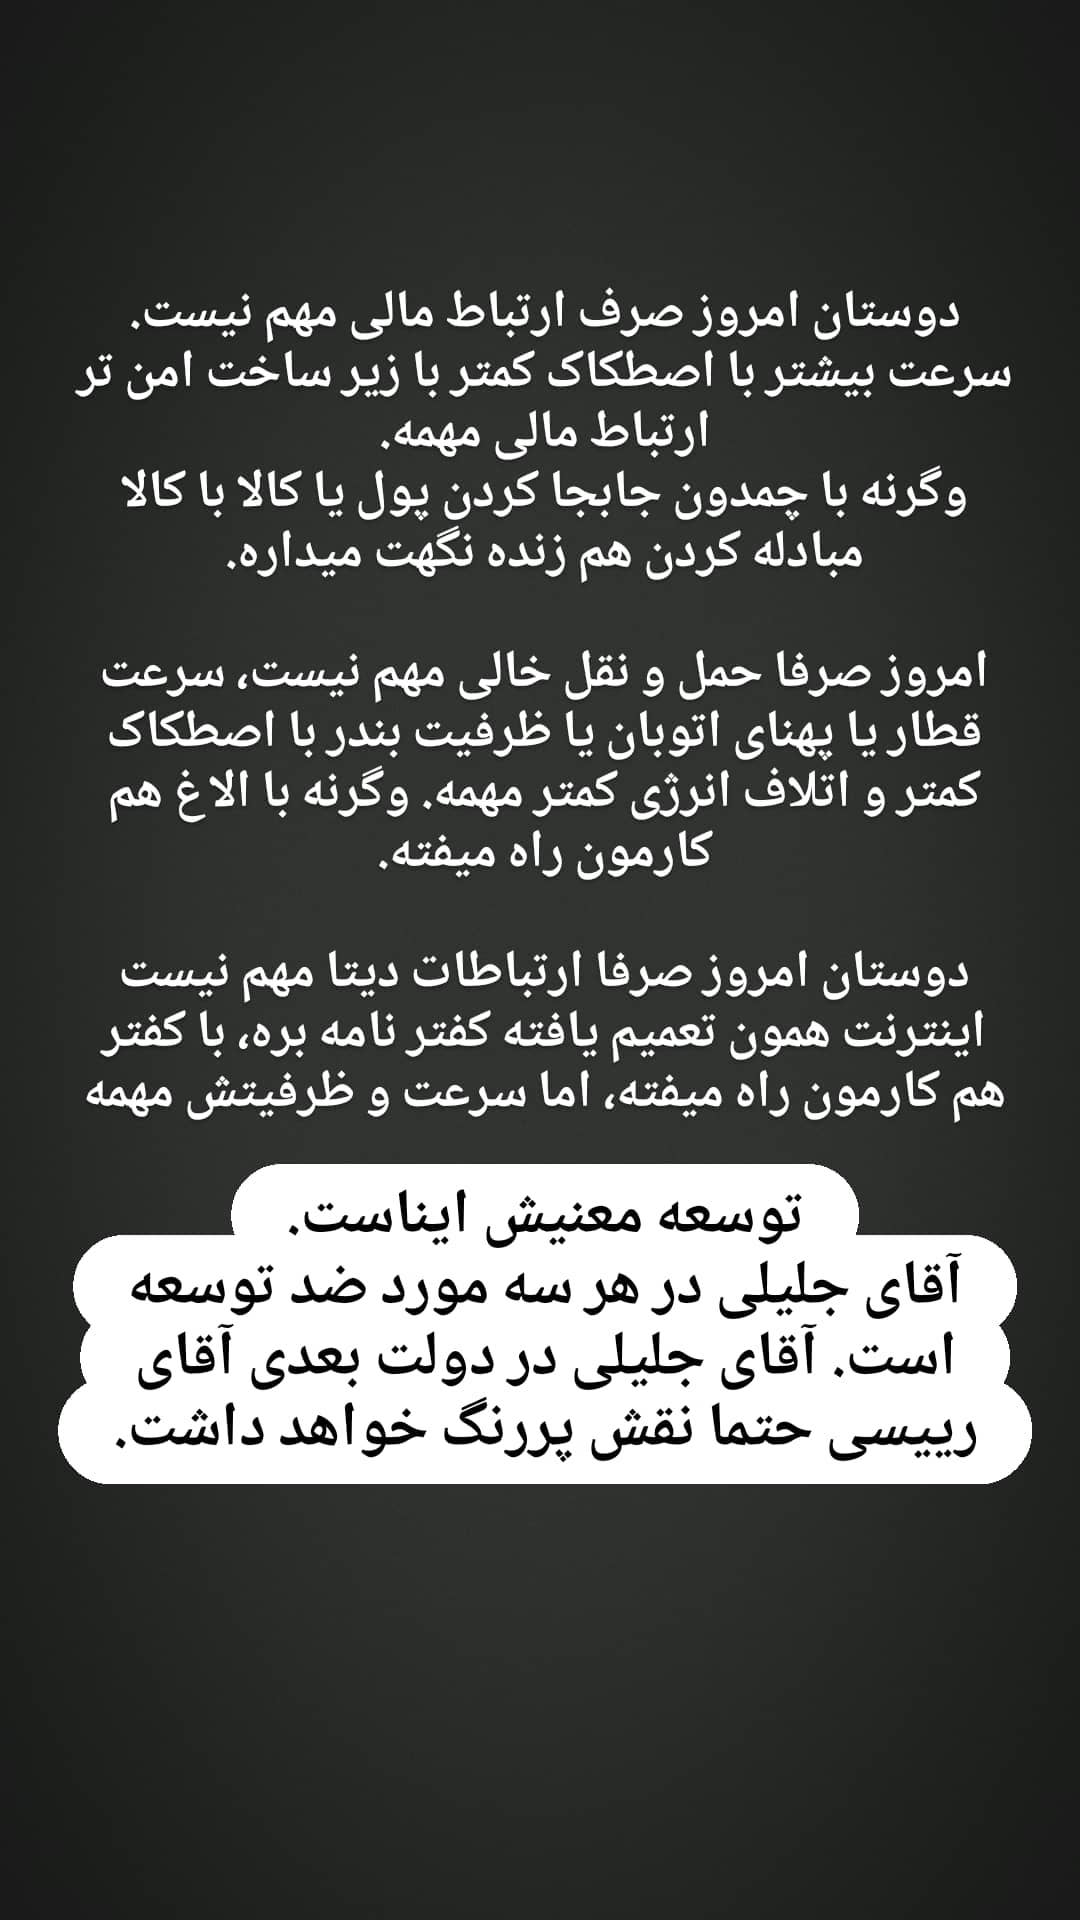 دوستان امروز صرف ارتباط مالی مهم نیست.
سرعت بیشتر با اصطکاک کمتر با زیر ساخت امن تر
ارتباط مالی مهمه.
وگرنه با چمدون جابجا کردن پول یا کالا با کالا
مبادله کردن هم زنده نگهت میداره.
امروز صرفا حمل و نقل خالی مهم نیست، سرعت
قطار یا پهنای اتوبان یا ظرفیت بندر با اصطکاک
کمتر و اتلاف انرژی کمتر مهمه. وگرنه با الاغ هم
کارمون راه میفته.
دوستان امروز صرفا ارتباطات دیتا مهم نیست
اینترنت همون تعمیم یافته کفتر نامه بره، با کفتر
هم کارمون راه میفته، اما سرعت و ظرفیتش مهمه
توسعه معنیش ایناست.
آقای جلیلی در هر سه مورد ضد توسعه
است. آقای جلیلی در دولت بعدی آقای
رییسی حتما نقش پررنگ خواهد داشت.